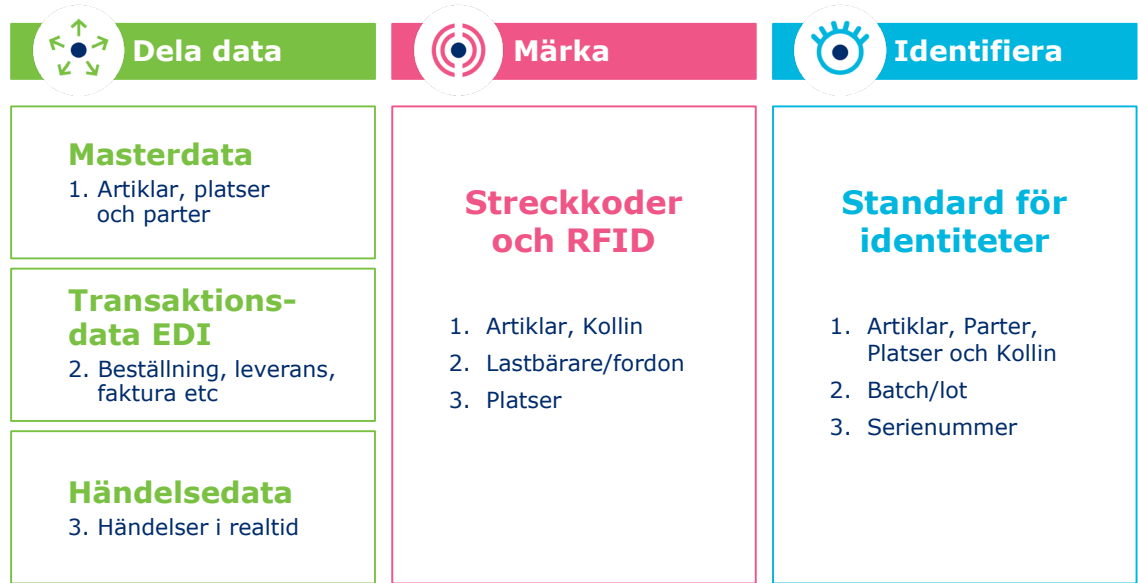 Dela data
Masterdata
1. Artiklar, platser
och parter
Transaktions-
data EDI
2. Beställning, leverans,
faktura etc
Händelsedata
3. Händelser i realtid
Märka
Streckkoder
och RFID
1. Artiklar, Kollin
2. Lastbärare/fordon
3. Platser
Identifiera
Standard för
identiteter
1. Artiklar, Parter,
Platser och Kollin
2. Batch/lot
3. Serienummer